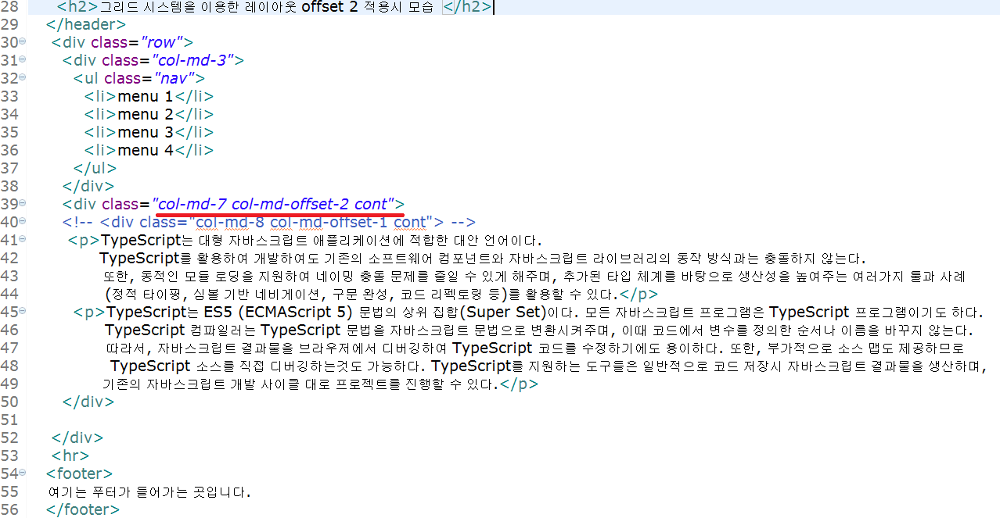 28 <h2>그리드 시스템을 이용한 레이아웃 offset 2 적용시 모습 </h2>
29 </header>
30 <div class="row">
31 <div class="col-md-3">
32 <ul class="nav">
33 <li>menu 1</li>
34 <li>menu 2</li>
35 <li>menu 3</li>
36 <li>menu 4</li>
37 </ul>
38 </div>
39 <div class="col-md-7 col-md-offset-2 cont">
40 <!-- <div class="col-md-8 col-md-offset-1 cont"> -->
41 <p>TypeScript는 대형 자바스크립트 애플리케이션에 적합한 대안 언어이다.
42 TypeScript를 활용하여 개발하여도 기존의 소프트웨어 컴포넌트와 자바스크립트 라이브러리의 동작 방식과는 충돌하지 않는다.
43 또한, 동적인 모듈 로딩을 지원하여 네이밍 충돌 문제를 줄일 수 있게 해주며, 추가된 타입 체계를 바탕으로 생산성을 높여주는 여러가지 툴과 사례
44 (정적 타이핑, 심볼 기반 네비게이션, 구문 완성, 코드 리펙토링 등)를 활용할 수 있다.</p>
45 <p>TypeScript는 ES5 (ECMAScript 5) 문법의 상위 집합(Super Set)이다. 모든 자바스크립트 프로그램은 TypeScript 프로그램이기도 하다.
46 TypeScript 컴파일러는 TypeScript 문법을 자바스크립트 문법으로 변환시켜주며, 이때 코드에서 변수를 정의한 순서나 이름을 바꾸지 않는다.
47 따라서, 자바스크립트 결과물을 브라우저에서 디버깅하여 TypeScript 코드를 수정하기에도 용이하다. 또한, 부가적으로 소스 맵도 제공하므로
48 TypeScript 소스를 직접 디버깅하는것도 가능하다. TypeScript를 지원하는 도구들은 일반적으로 코드 저장시 자바스크립트 결과물을 생산하며,
49 기존의 자바스크립트 개발 사이클 대로 프로젝트를 진행할 수 있다.</p>
50 </div>
51
52 </div>
53 <hr>
54 <footer>
55 여기는 푸터가 들어가는 곳입니다.
56 </footer>